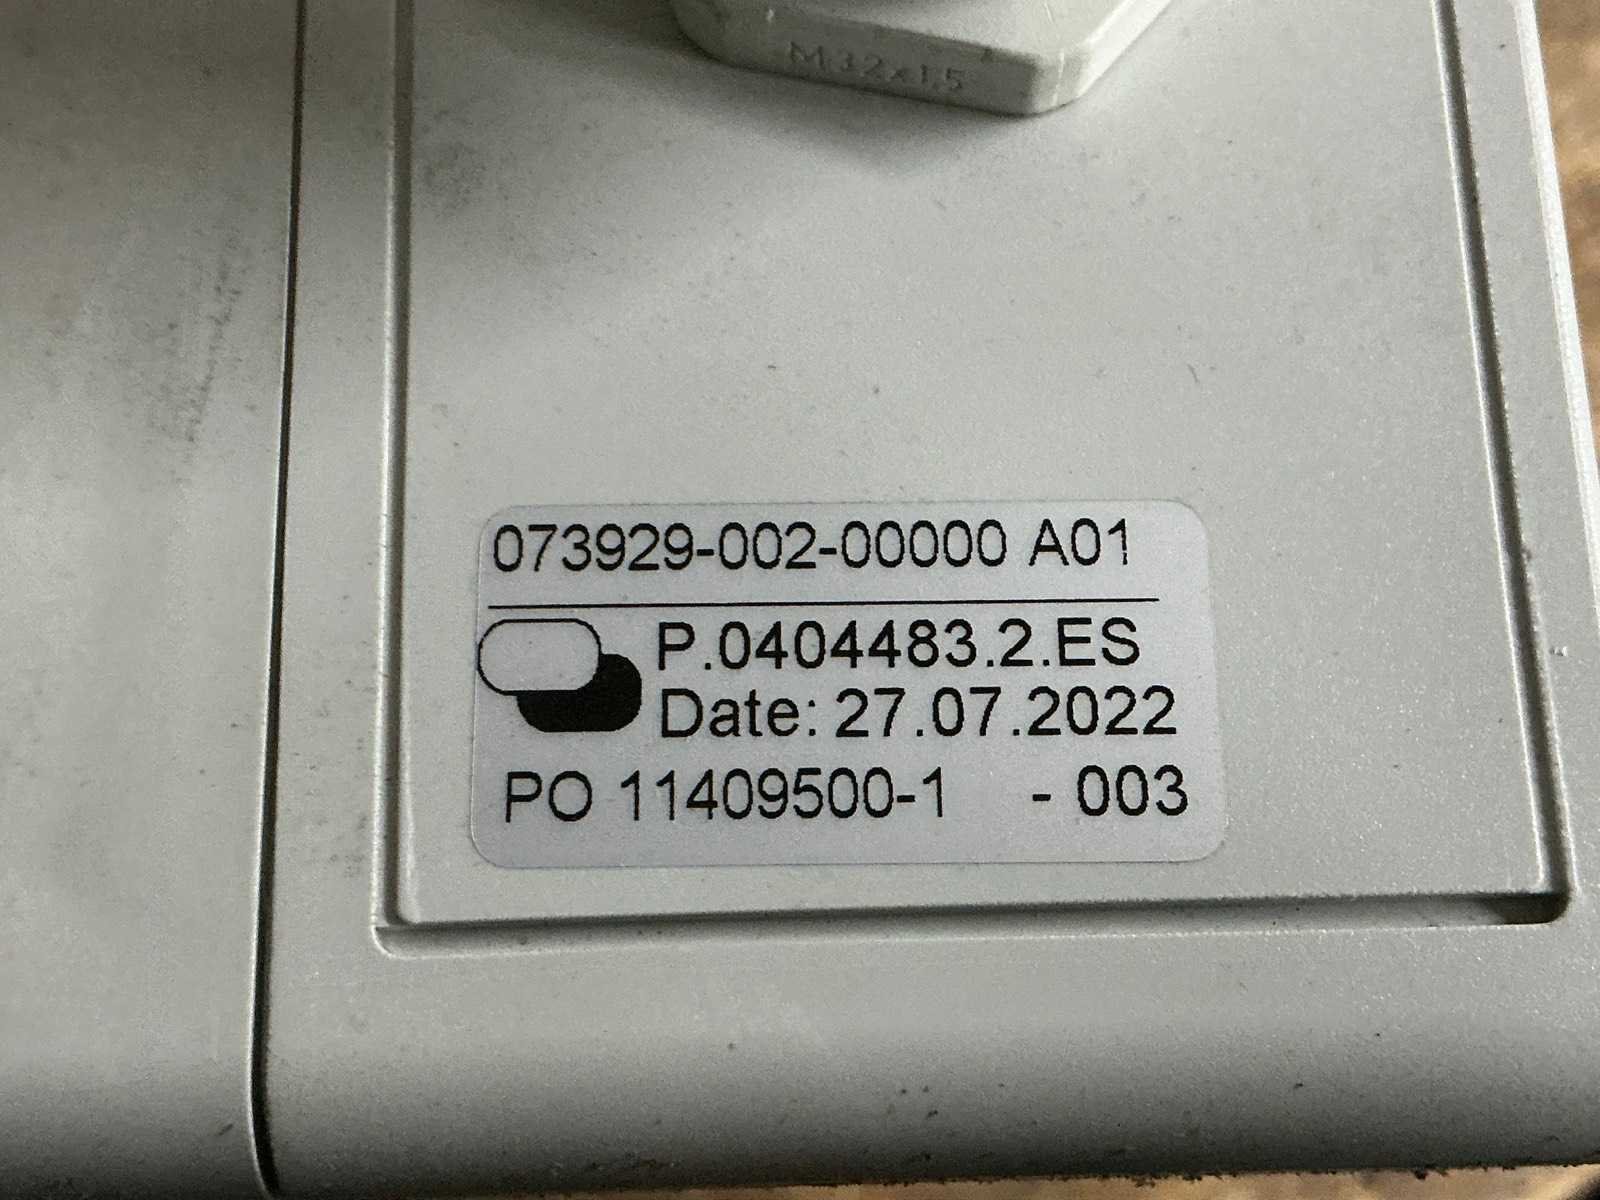 M32x1.5
073929-002-00000 A01
P.0404483.2.ES
Date: 27.07.2022
PO 11409500-1 - 003